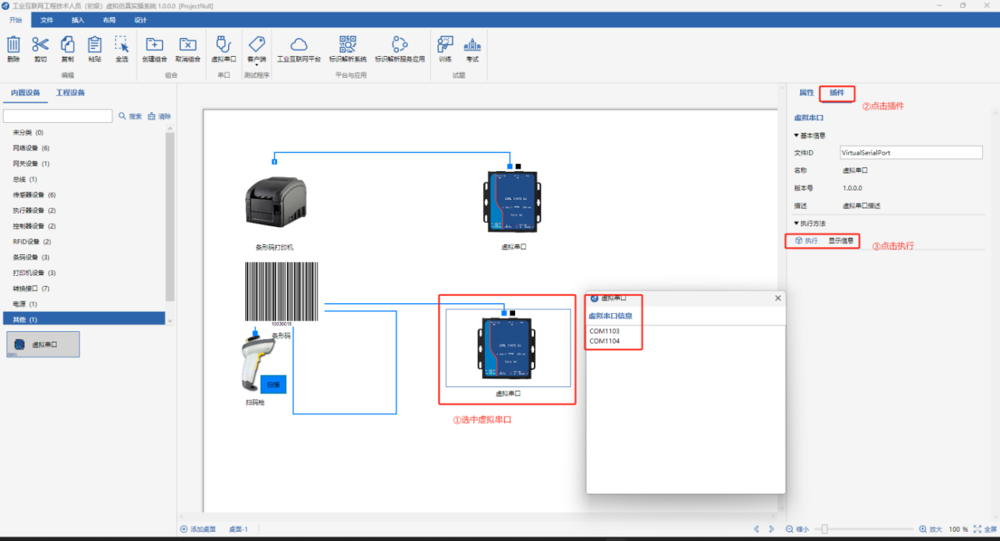 工业互联网工程技术人员（初级）虚拟仿真实操系统 1.0.0.0 [ProjectNull]
开始 文件 插入 布局 设计
删除 剪切 复制 粘贴 全选 创建组合 取消组合 虚拟串口 客户端 工业互联网平台 标识解析系统 标识解析服务应用 训练 考试
编辑 组合 串口 测试程序 平台与应用 试题
内置设备 工程设备
搜索 清除
未分类 (0)
网络设备 (6)
网关设备 (1)
总线 (1)
传感器设备 (6)
执行器设备 (2)
控制器设备 (2)
RFID设备 (2)
条码设备 (3)
打印机设备 (3)
转换接口 (7)
电源 (1)
其他 (1)
虚拟串口
条形码打印机
虚拟串口
10030018
条形码
扫描
扫码枪
虚拟串口
①选中虚拟串口
虚拟串口
虚拟串口信息
COM1103
COM1104
属性 插件
②点击插件
虚拟串口
基本信息
文件ID VirtualSerialPort
名称 虚拟串口
版本号 1.0.0.0
描述 虚拟串口描述
执行方法
执行 显示信息
③点击执行
添加桌面 桌面-1
缩小 放大 100 % 全屏